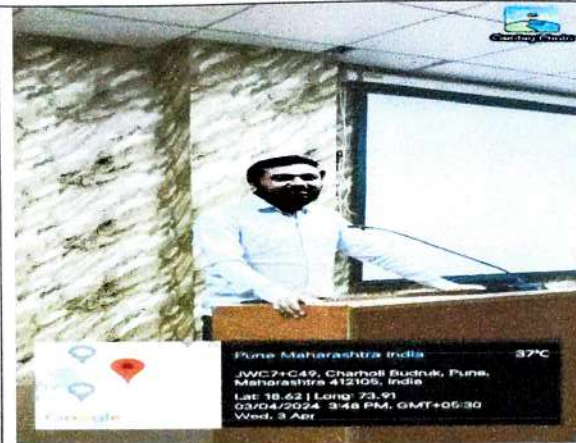 Pune Maharashtra India
37°C
JWC7+C49, Charholi Budruk, Pune,
Maharashtra 412105, India
Lat: 18.62 | Long: 73.91
03/04/2024 3:48 PM, GMT+05:30
Wed, 3 Apr
Google